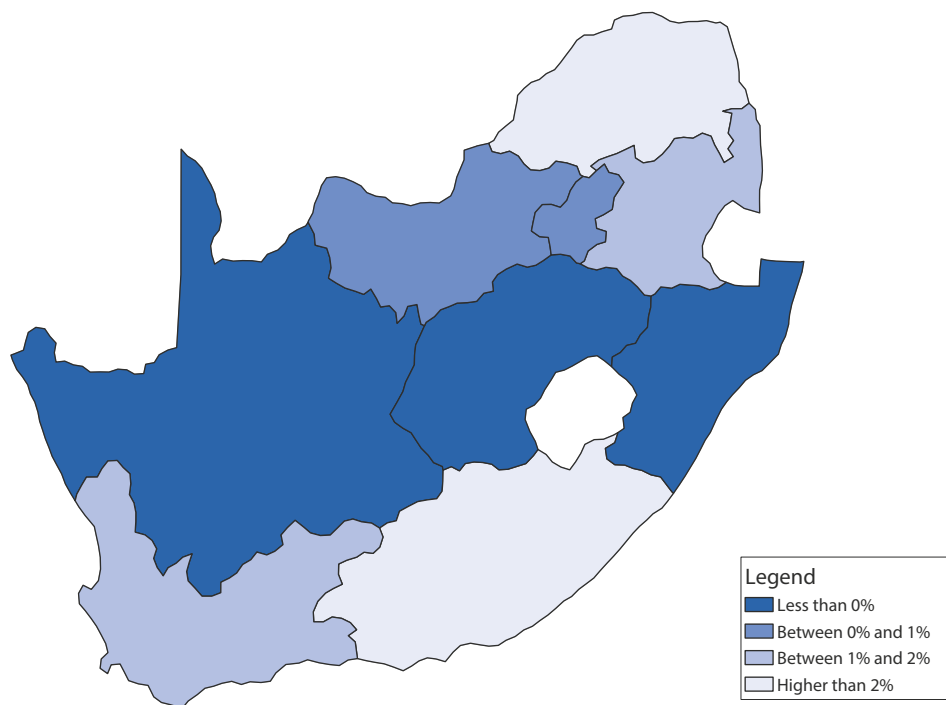 Legend
Less than 0%
Between 0% and 1%
Between 1% and 2%
Higher than 2%